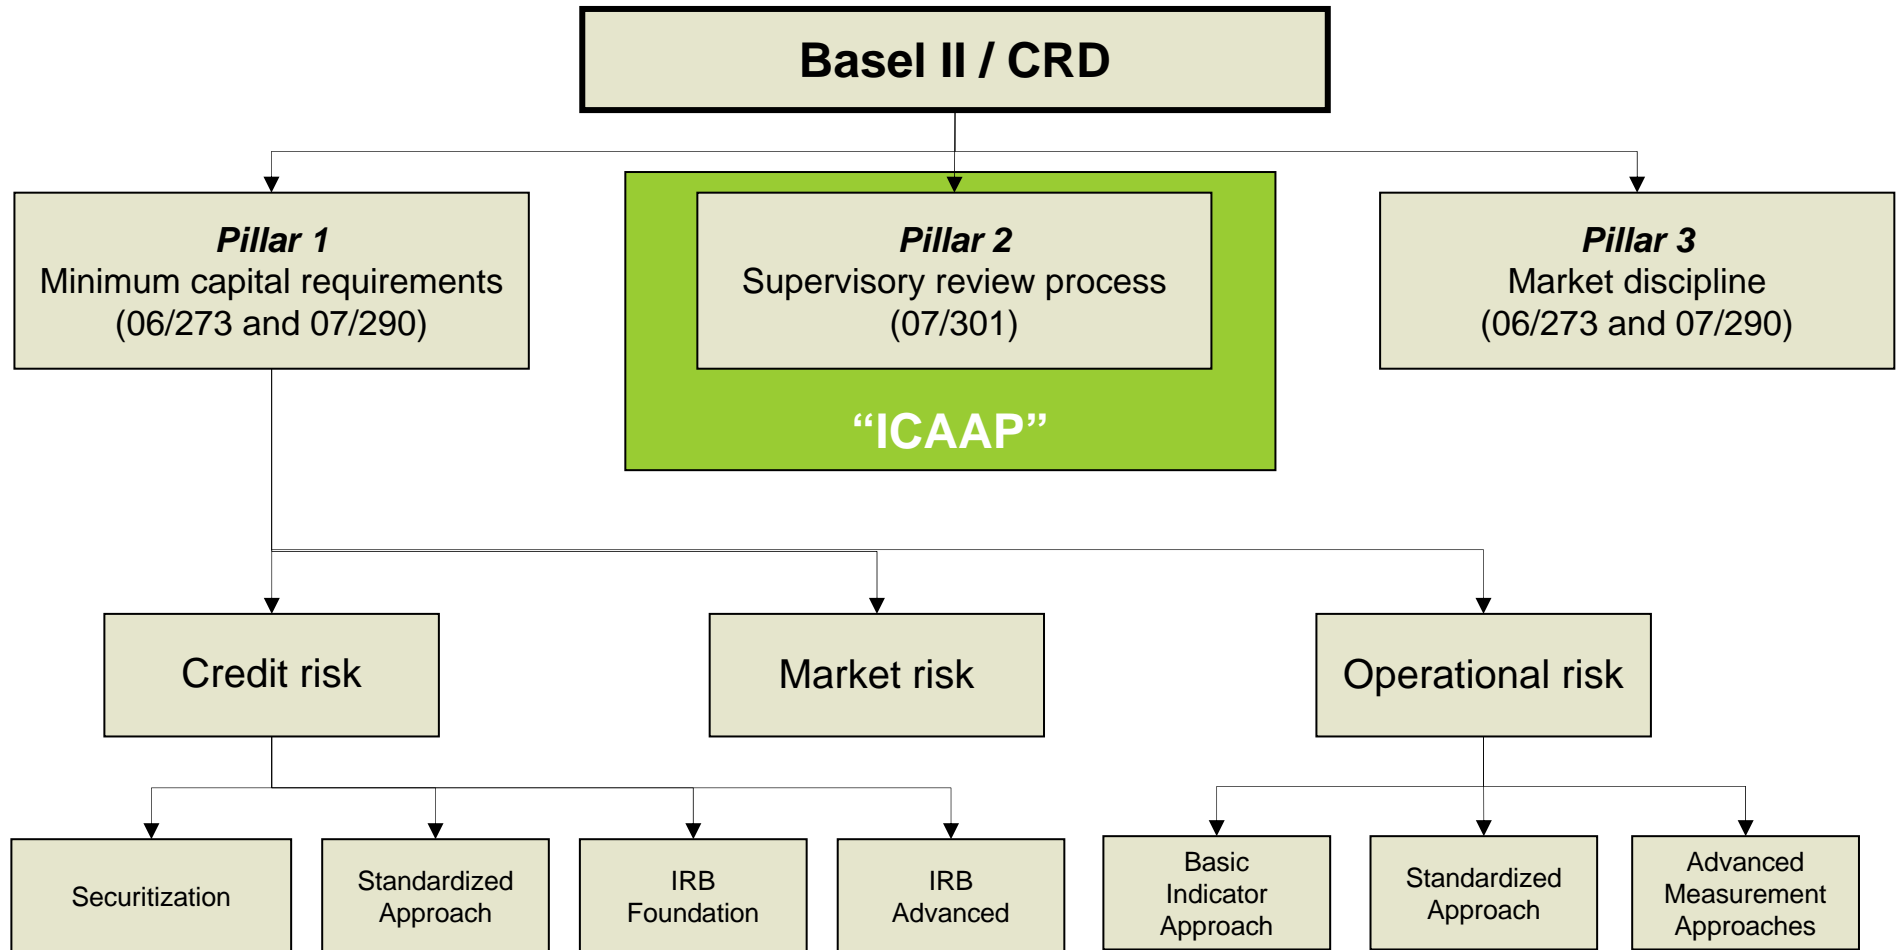 Basel II / CRD
Pillar 1
Minimum capital requirements
(06/273 and 07/290)
Pillar 2
Supervisory review process
(07/301)
Pillar 3
Market discipline
(06/273 and 07/290)
“ICAAP”
Credit risk
Market risk
Operational risk
Securitization
Standardized
Approach
IRB
Foundation
IRB
Advanced
Basic
Indicator
Approach
Standardized
Approach
Advanced
Measurement
Approaches